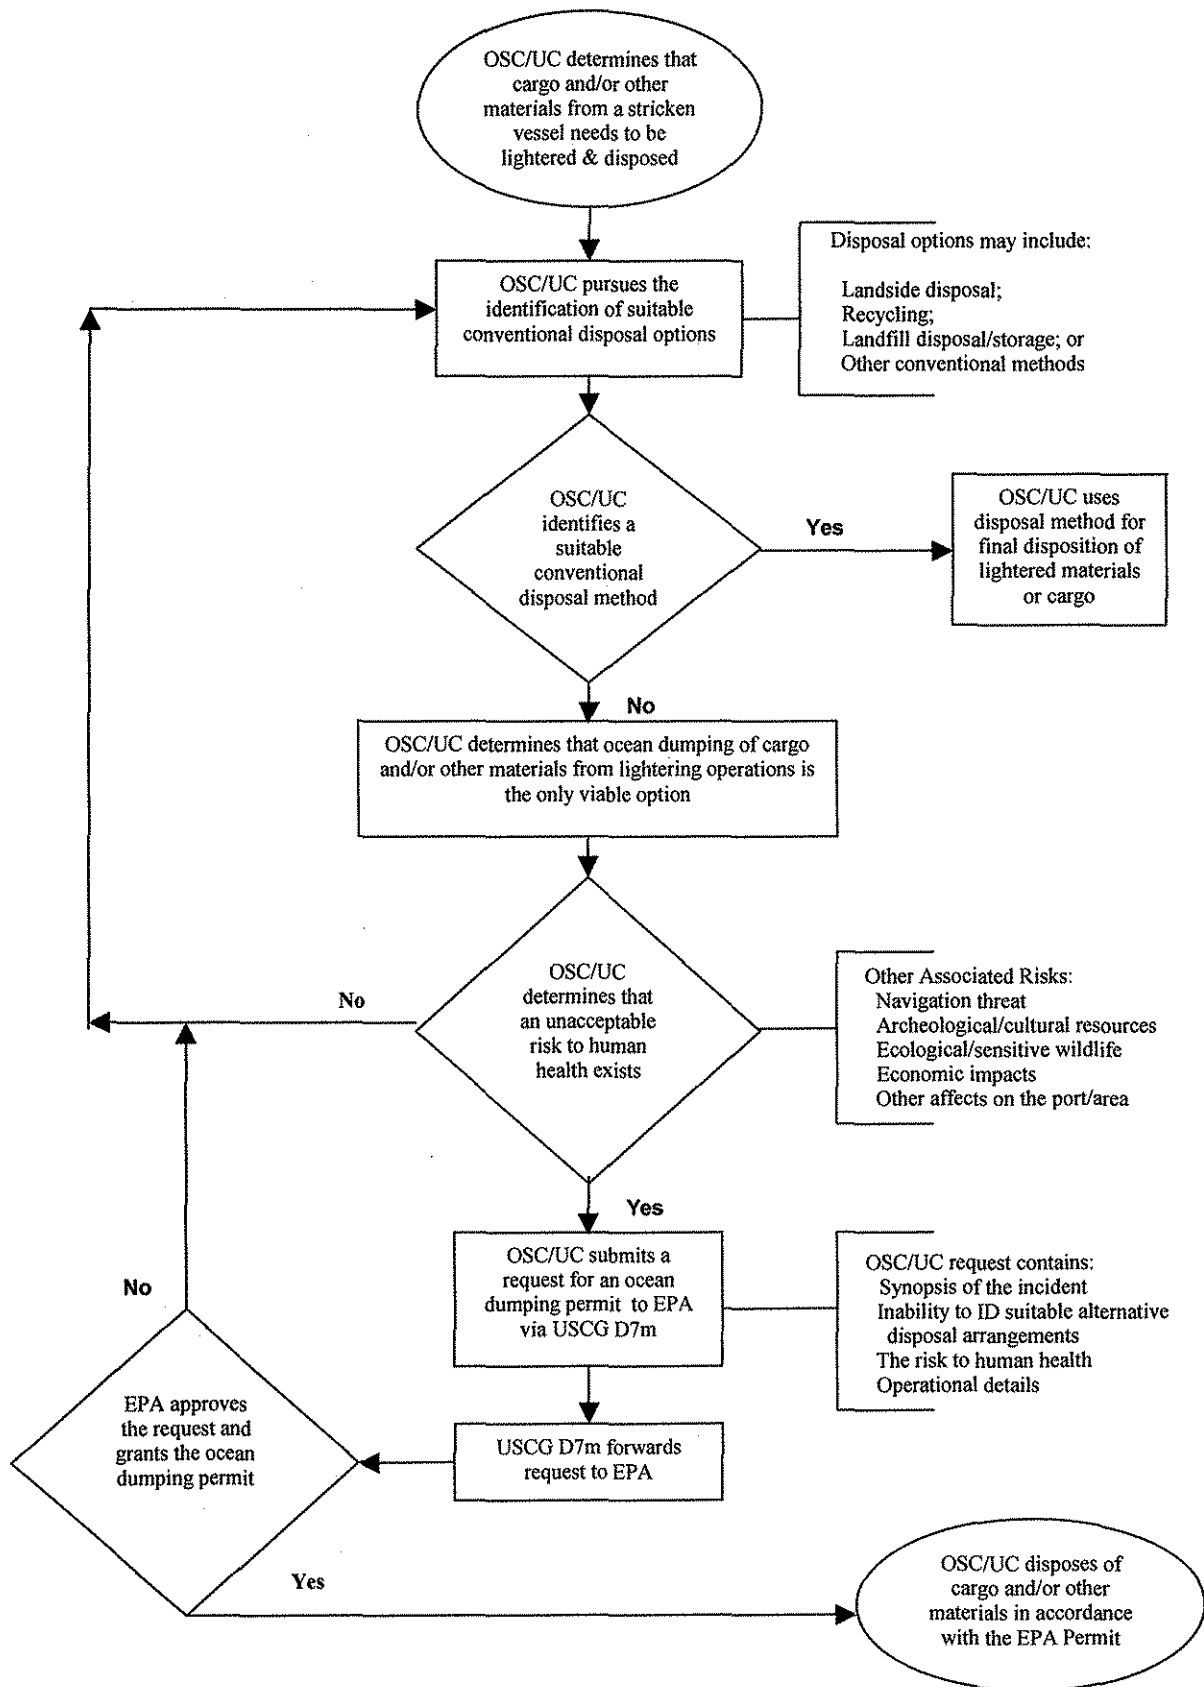 OSC/UC determines that
cargo and/or other
materials from a stricken
vessel needs to be
lightered & disposed
OSC/UC pursues the
identification of suitable
conventional disposal options
Disposal options may include:
Landside disposal;
Recycling;
Landfill disposal/storage; or
Other conventional methods
OSC/UC
identifies a
suitable
conventional
disposal method
Yes
OSC/UC uses
disposal method for
final disposition of
lightered materials
or cargo
No
OSC/UC determines that ocean dumping of cargo
and/or other materials from lightering operations is
the only viable option
OSC/UC
determines that
an unacceptable
risk to human
health exists
No
Other Associated Risks:
Navigation threat
Archeological/cultural resources
Ecological/sensitive wildlife
Economic impacts
Other affects on the port/area
Yes
OSC/UC submits a
request for an ocean
dumping permit to EPA
via USCG D7m
OSC/UC request contains:
Synopsis of the incident
Inability to ID suitable alternative
disposal arrangements
The risk to human health
Operational details
USCG D7m forwards
request to EPA
No
EPA approves
the request and
grants the ocean
dumping permit
Yes
OSC/UC disposes of
cargo and/or other
materials in accordance
with the EPA Permit